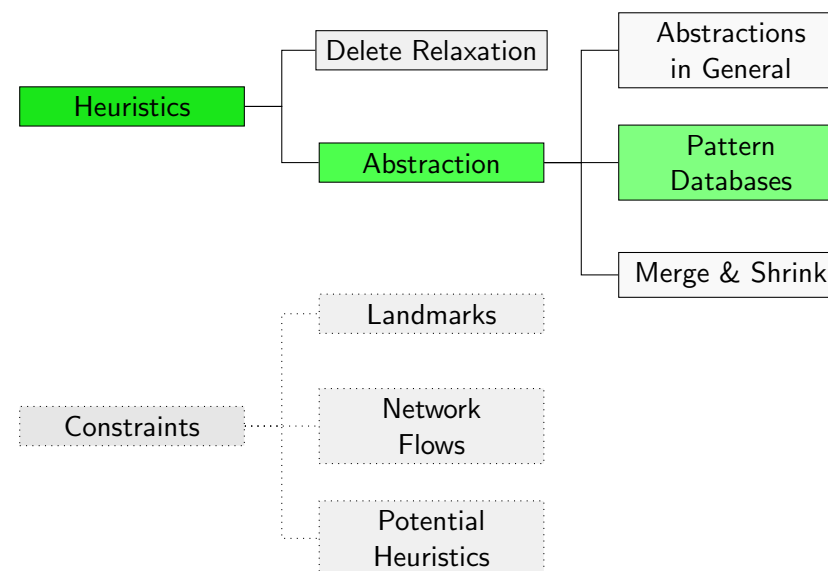 Heuristics
Delete Relaxation
Abstraction
Abstractions
in General
Pattern
Databases
Merge & Shrink
Constraints
Landmarks
Network
Flows
Potential
Heuristics